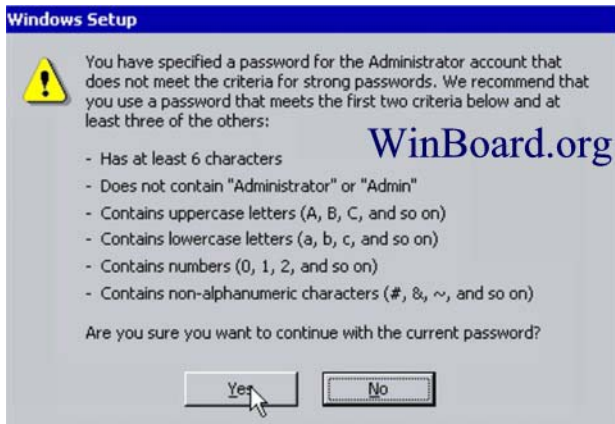 Windows Setup
You have specified a password for the Administrator account that
does not meet the criteria for strong passwords. We recommend that
you use a password that meets the first two criteria below and at
least three of the others:
WinBoard.org
- Has at least 6 characters
- Does not contain "Administrator" or "Admin"
- Contains uppercase letters (A, B, C, and so on)
- Contains lowercase letters (a, b, c, and so on)
- Contains numbers (0, 1, 2, and so on)
- Contains non-alphanumeric characters (#, &, ~, and so on)
Are you sure you want to continue with the current password?
Yes
No